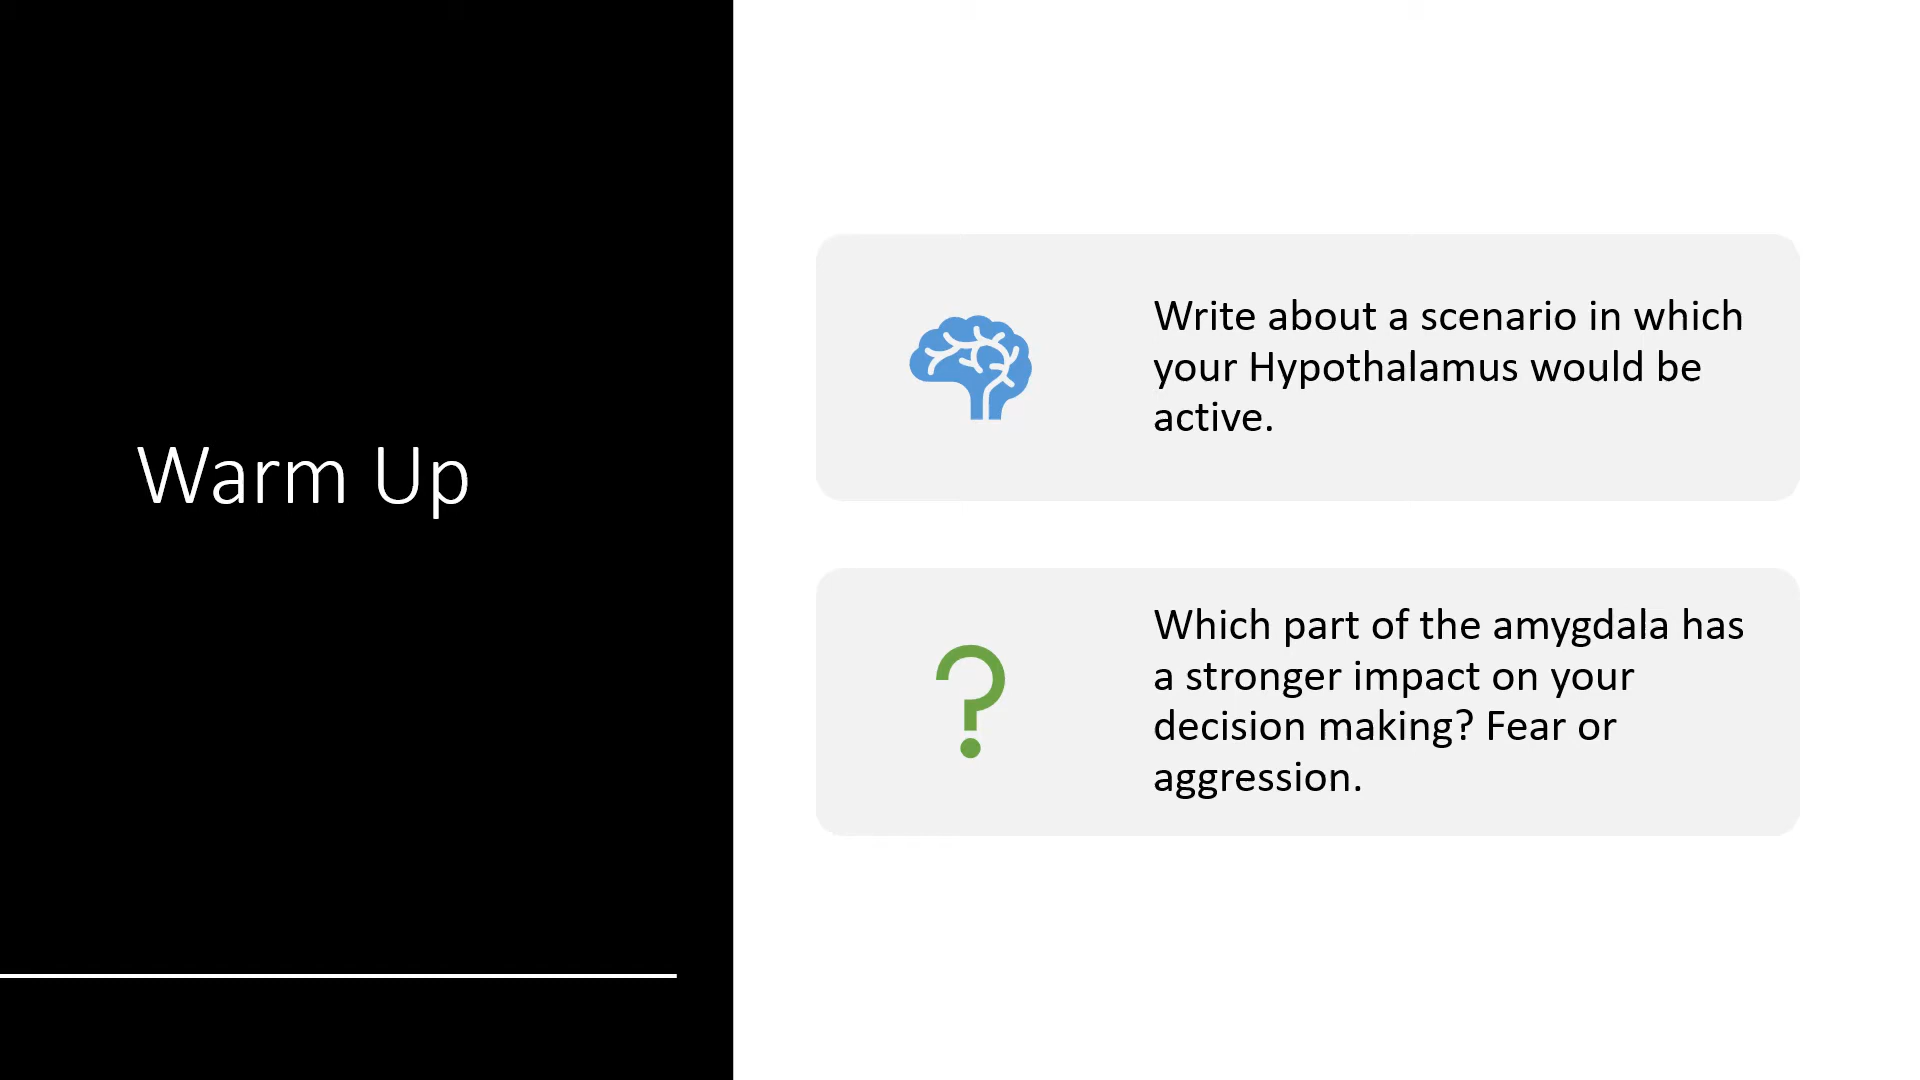 Warm Up
Write about a scenario in which
your Hypothalamus would be
active.
Which part of the amygdala has
a stronger impact on your
decision making? Fear or
aggression.